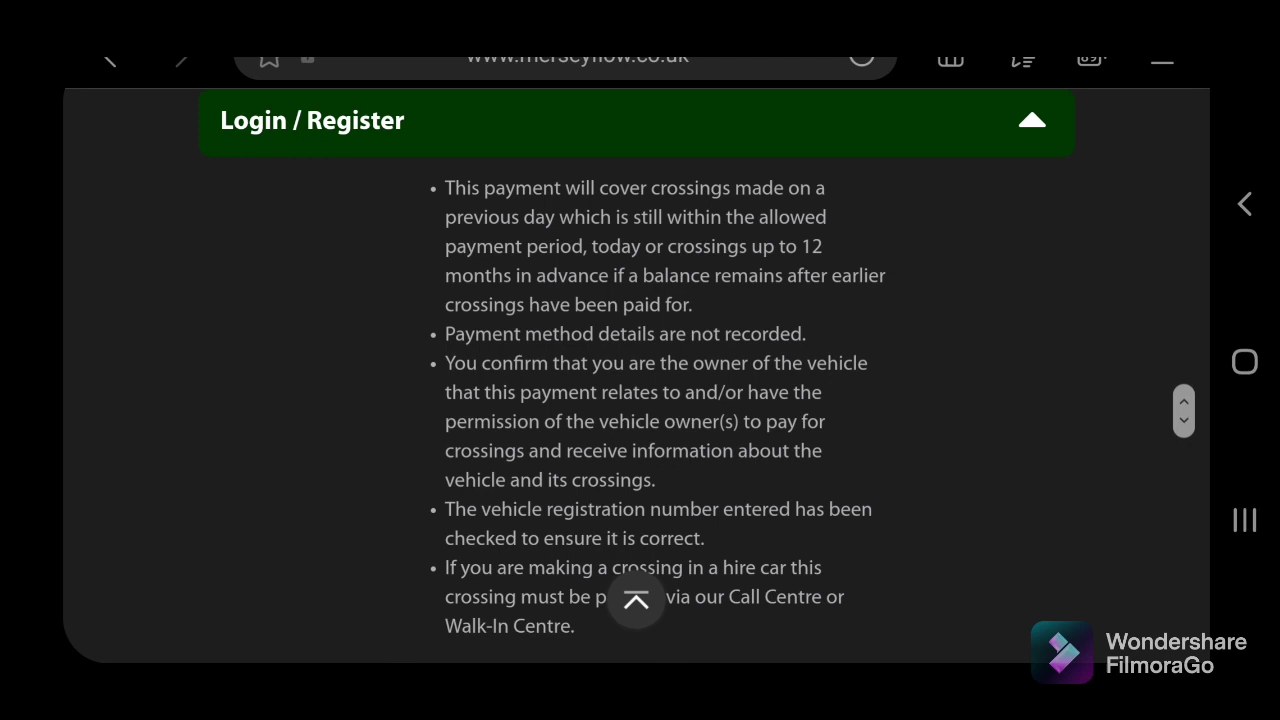 www.merseyflow.co.uk
89
Login / Register
• This payment will cover crossings made on a
previous day which is still within the allowed
payment period, today or crossings up to 12
months in advance if a balance remains after earlier
crossings have been paid for.
• Payment method details are not recorded.
• You confirm that you are the owner of the vehicle
that this payment relates to and/or have the
permission of the vehicle owner(s) to pay for
crossings and receive information about the
vehicle and its crossings.
• The vehicle registration number entered has been
checked to ensure it is correct.
• If you are making a crossing in a hire car this
crossing must be via our Call Centre or
Walk-In Centre.
Wondershare
FilmoraGo